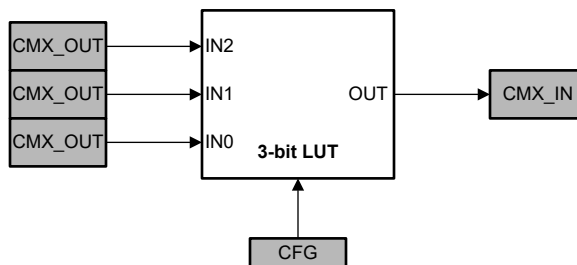 CMX_OUT
IN2
CMX_OUT
IN1
OUT
CMX_IN
CMX_OUT
IN0
3-bit LUT
CFG